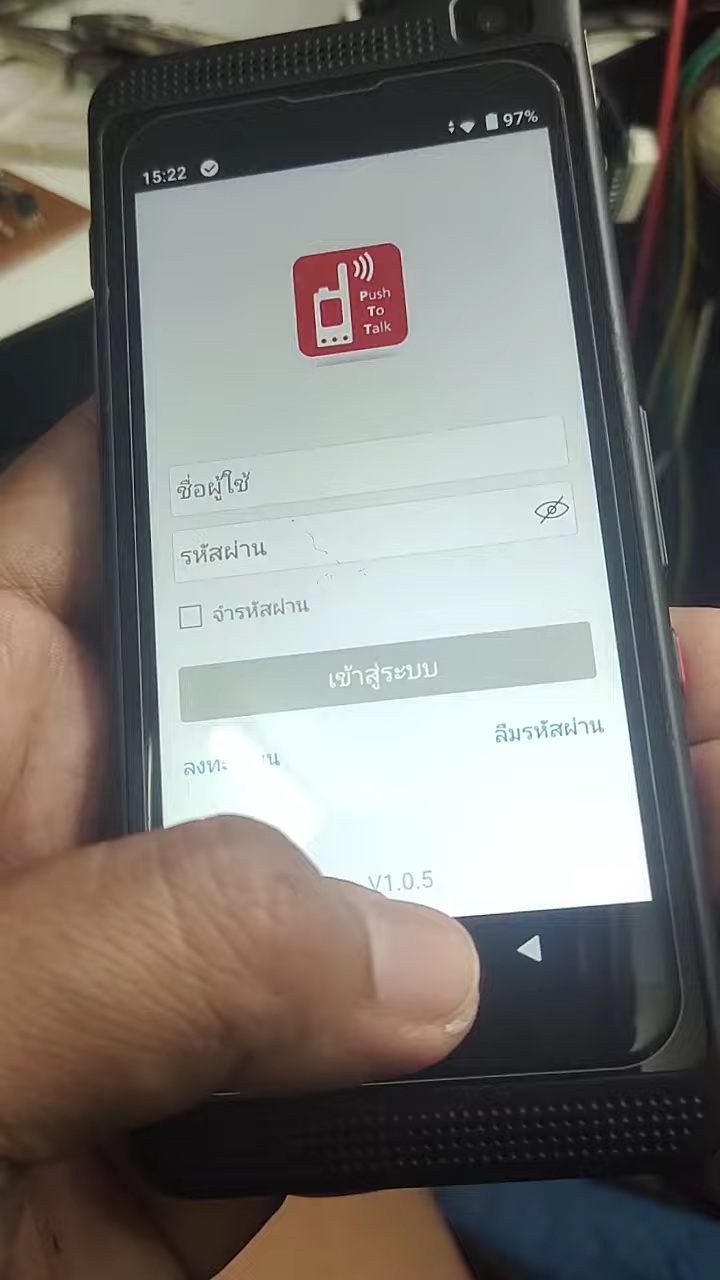 15:22 97%
Push
To
Talk
ชื่อผู้ใช้
รหัสผ่าน
จำรหัสผ่าน
เข้าสู่ระบบ
ลืมรหัสผ่าน
V1.0.5